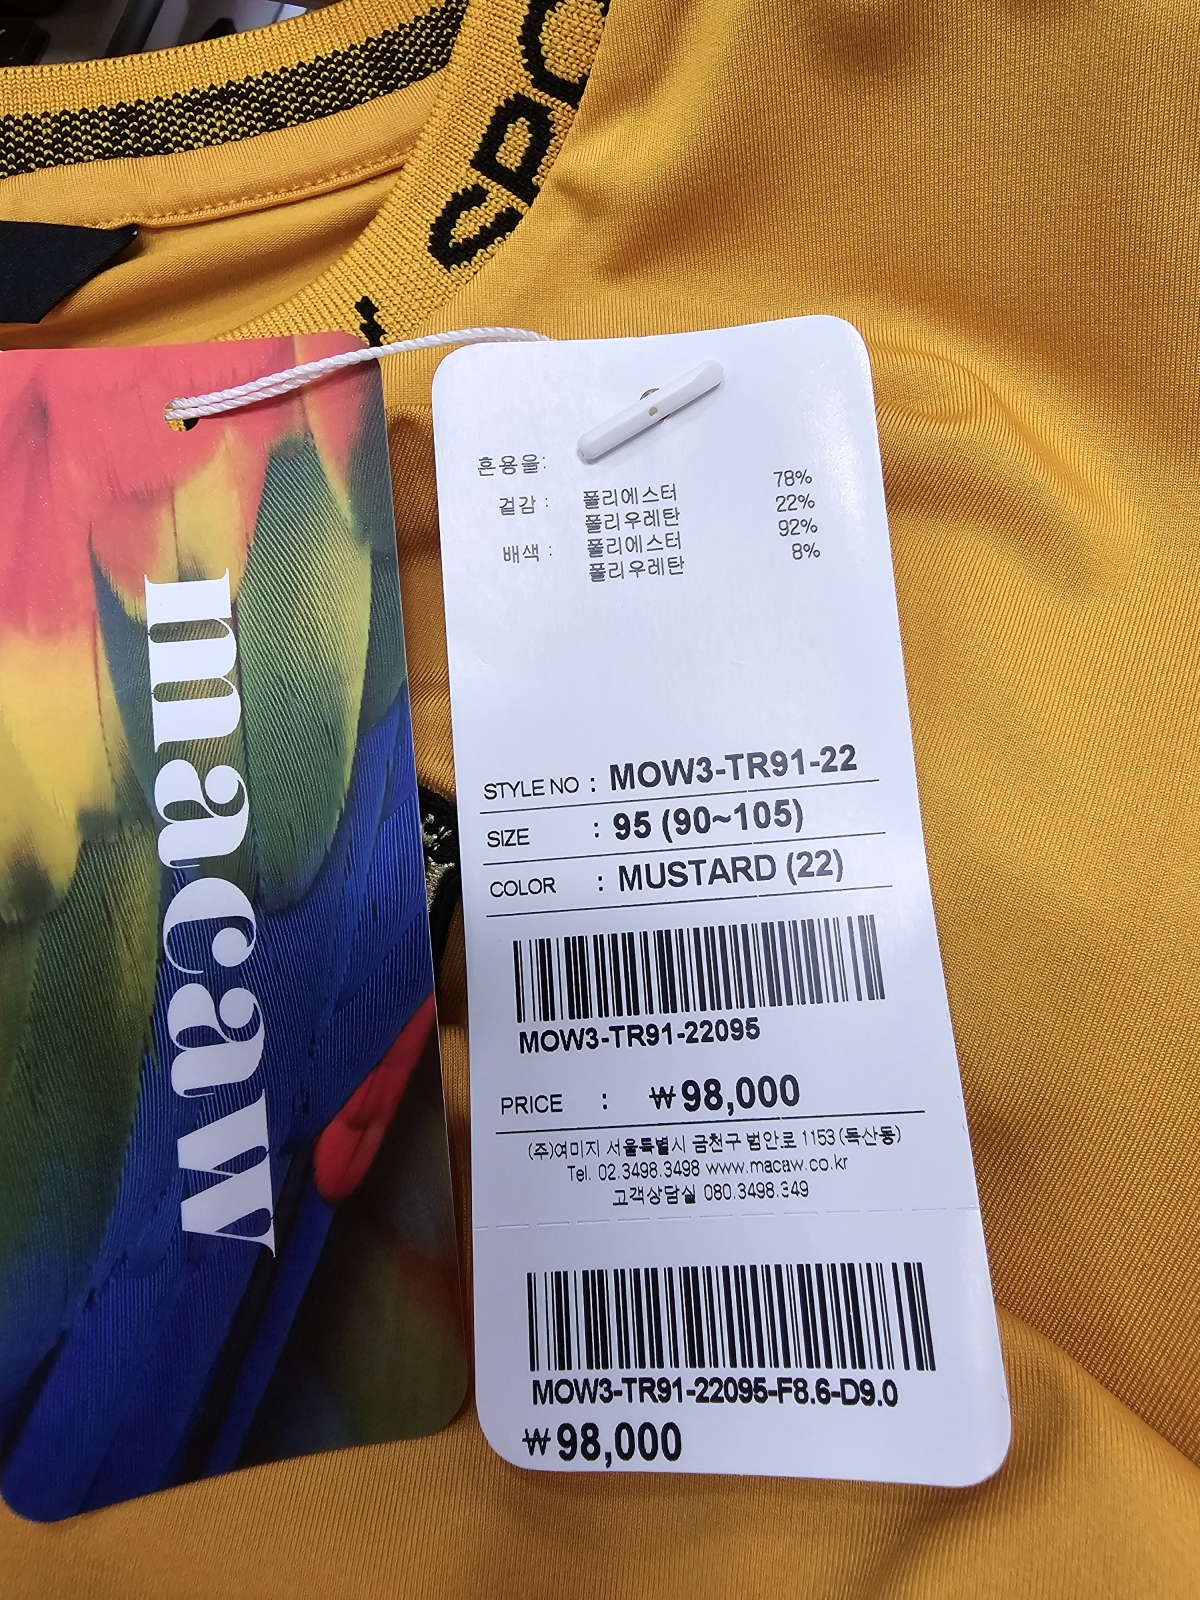 SPO
macaw
혼용율:
겉감 : 폴리에스터 78%
폴리우레탄 22%
배색 : 폴리에스터 92%
폴리우레탄 8%
STYLE NO : MOW3-TR91-22
SIZE : 95 (90~105)
COLOR : MUSTARD (22)
MOW3-TR91-22095
PRICE : ₩98,000
(주)여미지 서울특별시 금천구 범안로 1153 (독산동)
Tel. 02.3498.3498 www.macaw.co.kr
고객상담실 080.3498.349
MOW3-TR91-22095-F8.6-D9.0
₩98,000